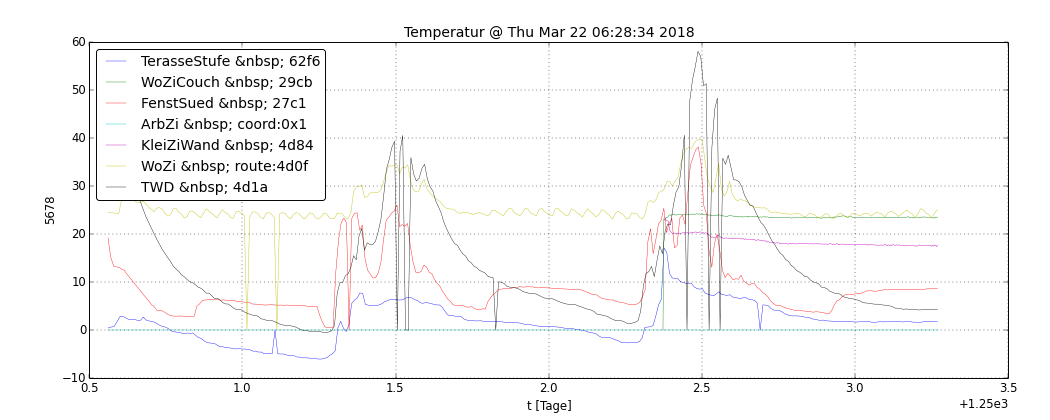 Temperatur @ Thu Mar 22 06:28:34 2018
60
50
40
30
20
10
0
−10
5678
TerasseStufe &nbsp; 62f6
WoZiCouch &nbsp; 29cb
FenstSued &nbsp; 27c1
ArbZi &nbsp; coord:0x1
KleiZiWand &nbsp; 4d84
WoZi &nbsp; route:4d0f
TWD &nbsp; 4d1a
0.5 1.0 1.5 2.0 2.5 3.0 3.5
t [Tage]
+1.25e3